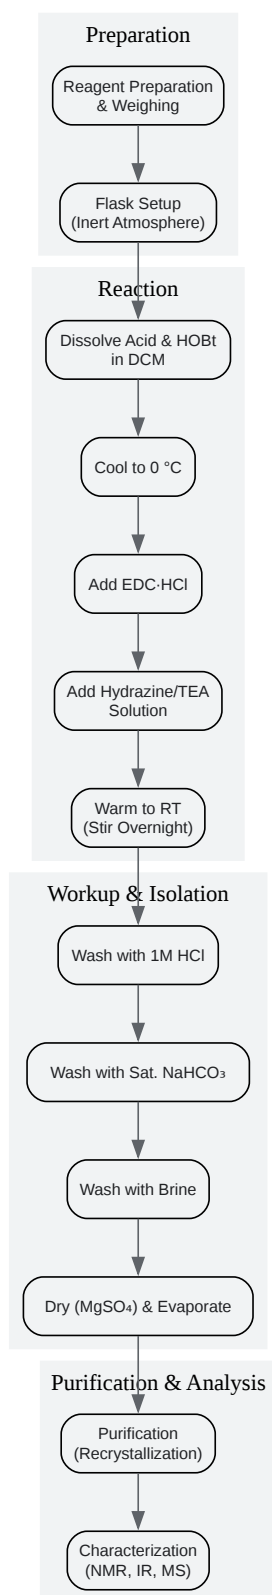 Preparation
Reagent Preparation
& Weighing
Flask Setup
(Inert Atmosphere)
Reaction
Dissolve Acid & HOBt
in DCM
Cool to 0 °C
Add EDC·HCl
Add Hydrazine/TEA
Solution
Warm to RT
(Stir Overnight)
Workup & Isolation
Wash with 1M HCl
Wash with Sat. NaHCO₃
Wash with Brine
Dry (MgSO₄) & Evaporate
Purification & Analysis
Purification
(Recrystallization)
Characterization
(NMR, IR, MS)